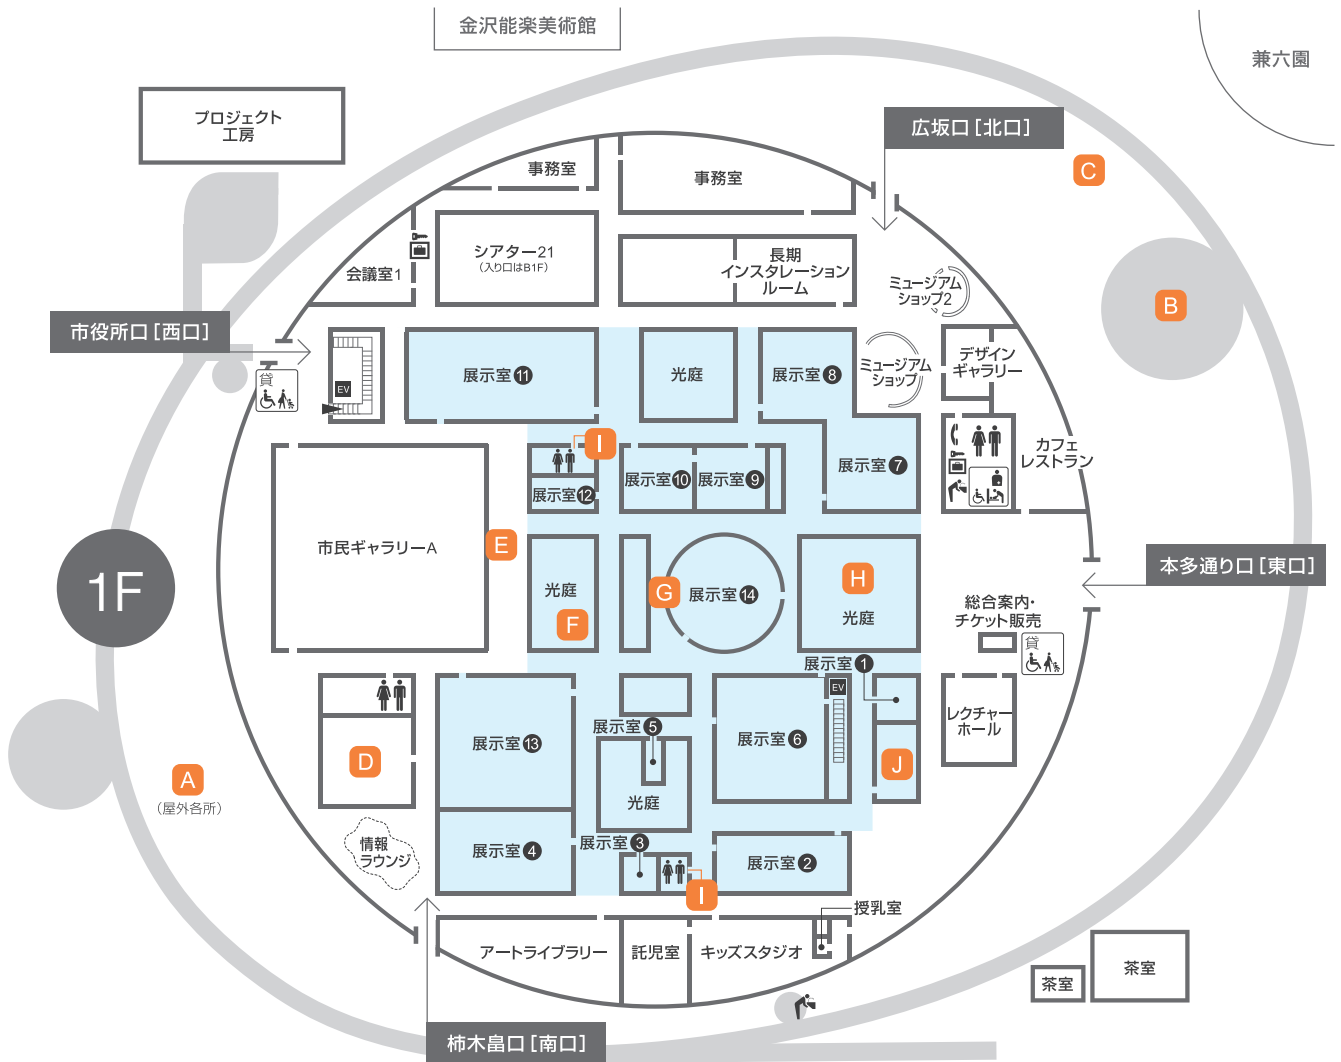 金沢能楽美術館
兼六園
プロジェクト
工房
広坂口［北口］
C
事務室
事務室
シアター21
（入り口はB1F）
会議室1
長期
インスタレーション
ルーム
ミュージアム
ショップ2
B
市役所口［西口］
貸
EV
展示室11
光庭
展示室8
ミュージアム
ショップ
デザイン
ギャラリー
I
展示室12
展示室10
展示室9
展示室7
カフェ
レストラン
市民ギャラリーA
E
1F
光庭
F
G
展示室14
H
光庭
本多通り口［東口］
総合案内・
チケット販売
貸
展示室1
EV
展示室13
展示室5
展示室6
レクチャー
ホール
D
J
A
（屋外各所）
光庭
情報
ラウンジ
展示室4
展示室3
展示室2
I
授乳室
アートライブラリー
託児室
キッズスタジオ
茶室
茶室
柿木畠口［南口］